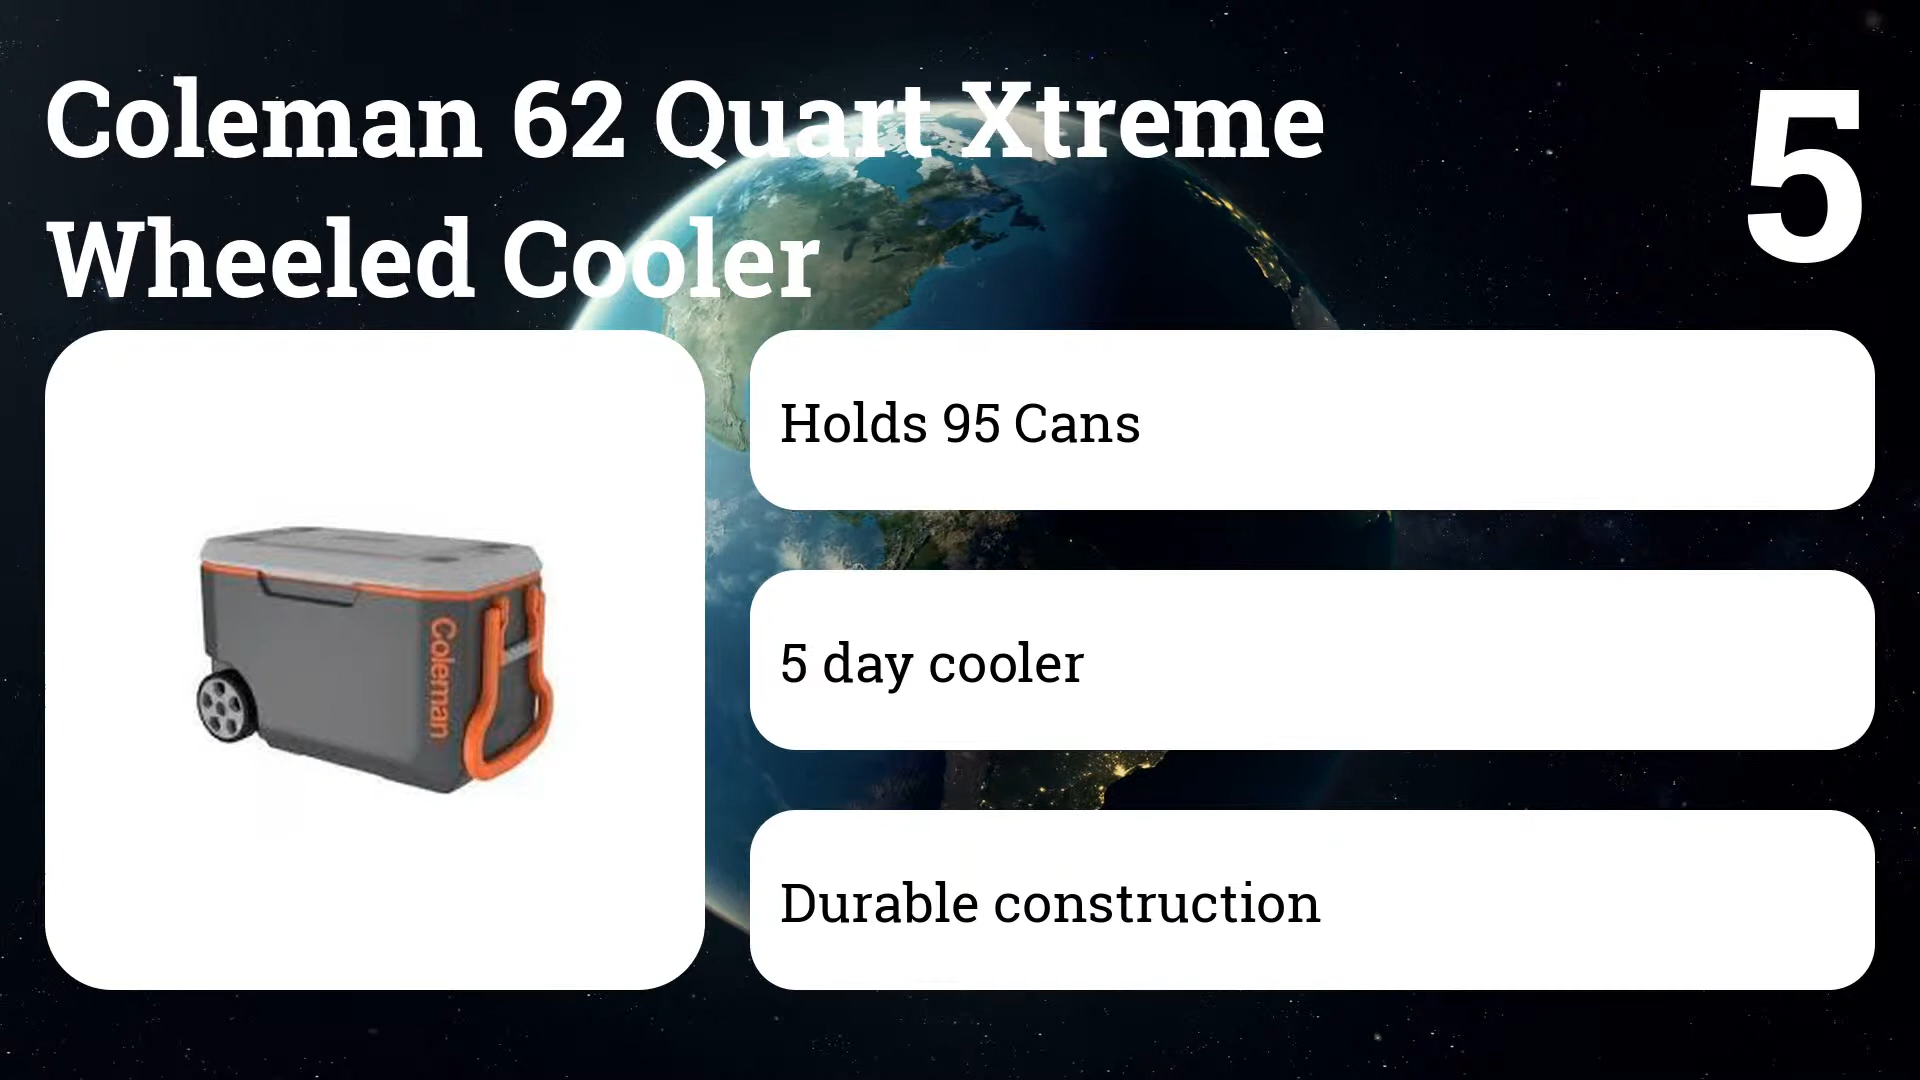 Coleman 62 Quart Xtreme
Wheeled Cooler
5
Holds 95 Cans
5 day cooler
Durable construction
Coleman